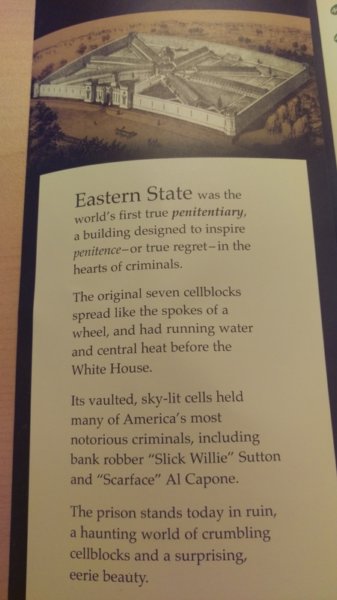 Eastern State was the
world's first true penitentiary,
a building designed to inspire
penitence–or true regret–in the
hearts of criminals.
The original seven cellblocks
spread like the spokes of a
wheel, and had running water
and central heat before the
White House.
Its vaulted, sky-lit cells held
many of America's most
notorious criminals, including
bank robber "Slick Willie" Sutton
and "Scarface" Al Capone.
The prison stands today in ruin,
a haunting world of crumbling
cellblocks and a surprising,
eerie beauty.